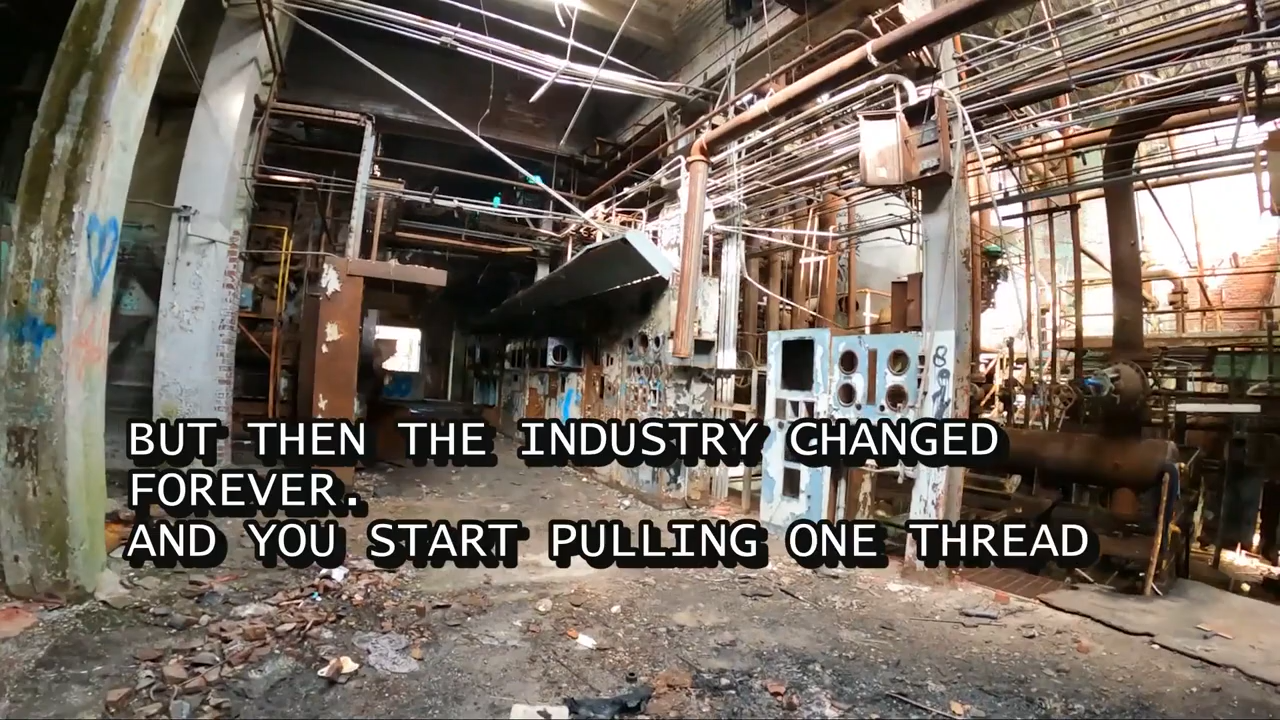 BUT THEN THE INDUSTRY CHANGED
FOREVER.
AND YOU START PULLING ONE THREAD